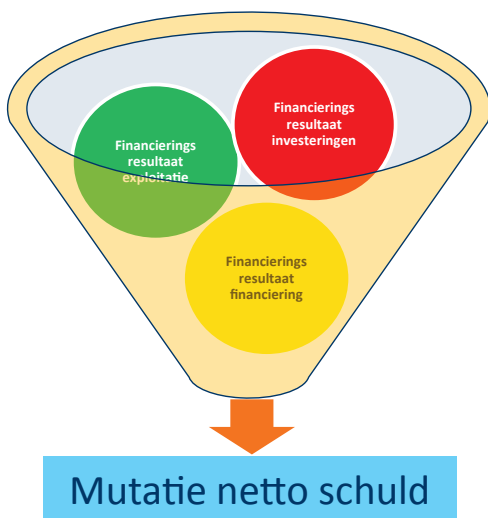 Financierings
resultaat
exploitatie
Financierings
resultaat
investeringen
Financierings
resultaat
financiering
Mutatie netto schuld